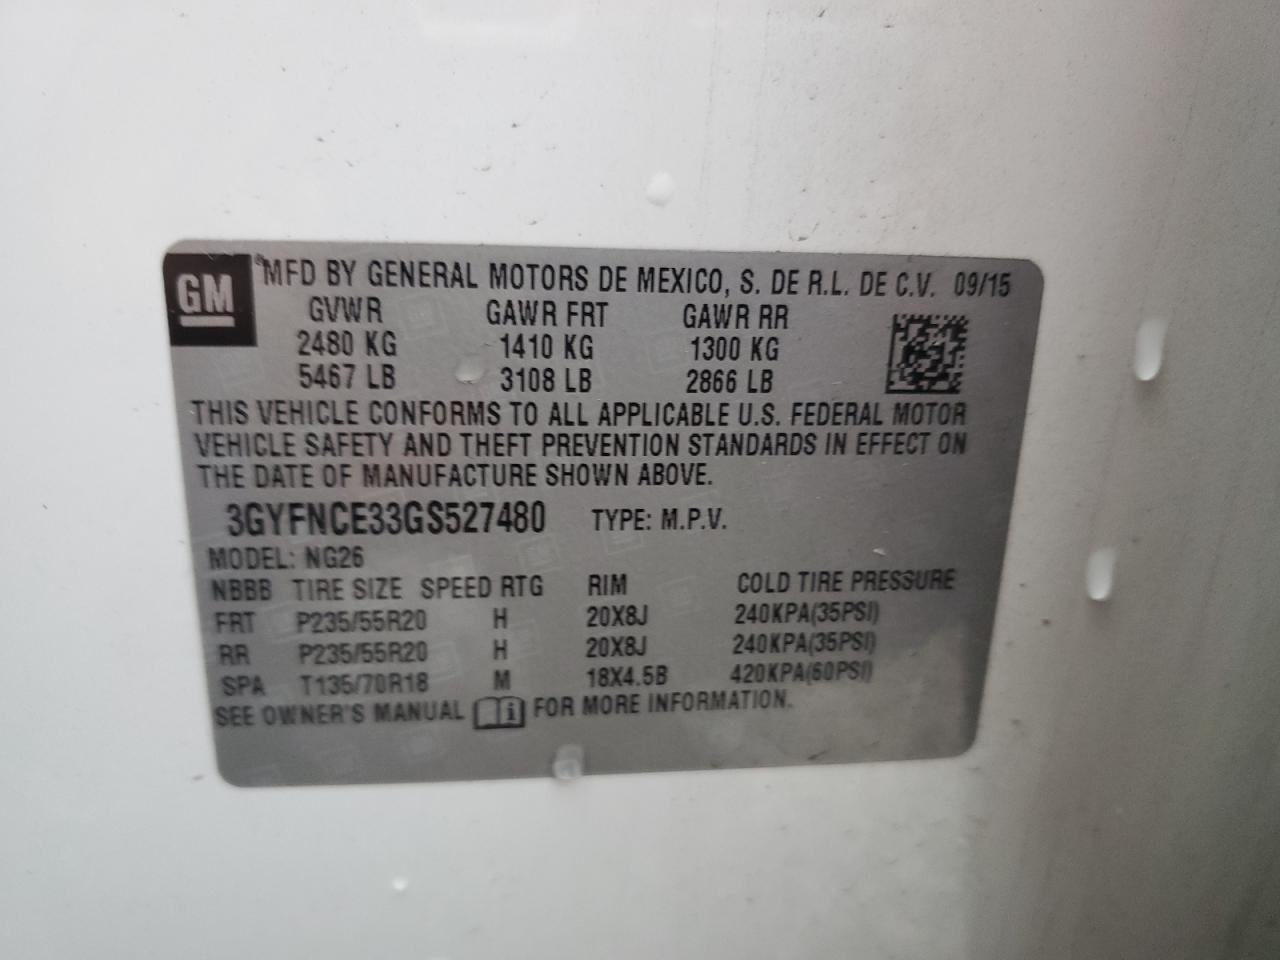 GM
® MFD BY GENERAL MOTORS DE MEXICO, S. DE R.L. DE C.V. 09/15
GVWR GAWR FRT GAWR RR
2480 KG 1410 KG 1300 KG
5467 LB 3108 LB 2866 LB
THIS VEHICLE CONFORMS TO ALL APPLICABLE U.S. FEDERAL MOTOR
VEHICLE SAFETY AND THEFT PREVENTION STANDARDS IN EFFECT ON
THE DATE OF MANUFACTURE SHOWN ABOVE.
3GYFNCE33GS527480 TYPE: M.P.V.
MODEL: NG26
NBBB TIRE SIZE SPEED RTG RIM COLD TIRE PRESSURE
FRT P235/55R20 H 20X8J 240KPA(35PSI)
RR P235/55R20 H 20X8J 240KPA(35PSI)
SPA T135/70R18 M 18X4.5B 420KPA(60PSI)
SEE OWNER'S MANUAL i FOR MORE INFORMATION.